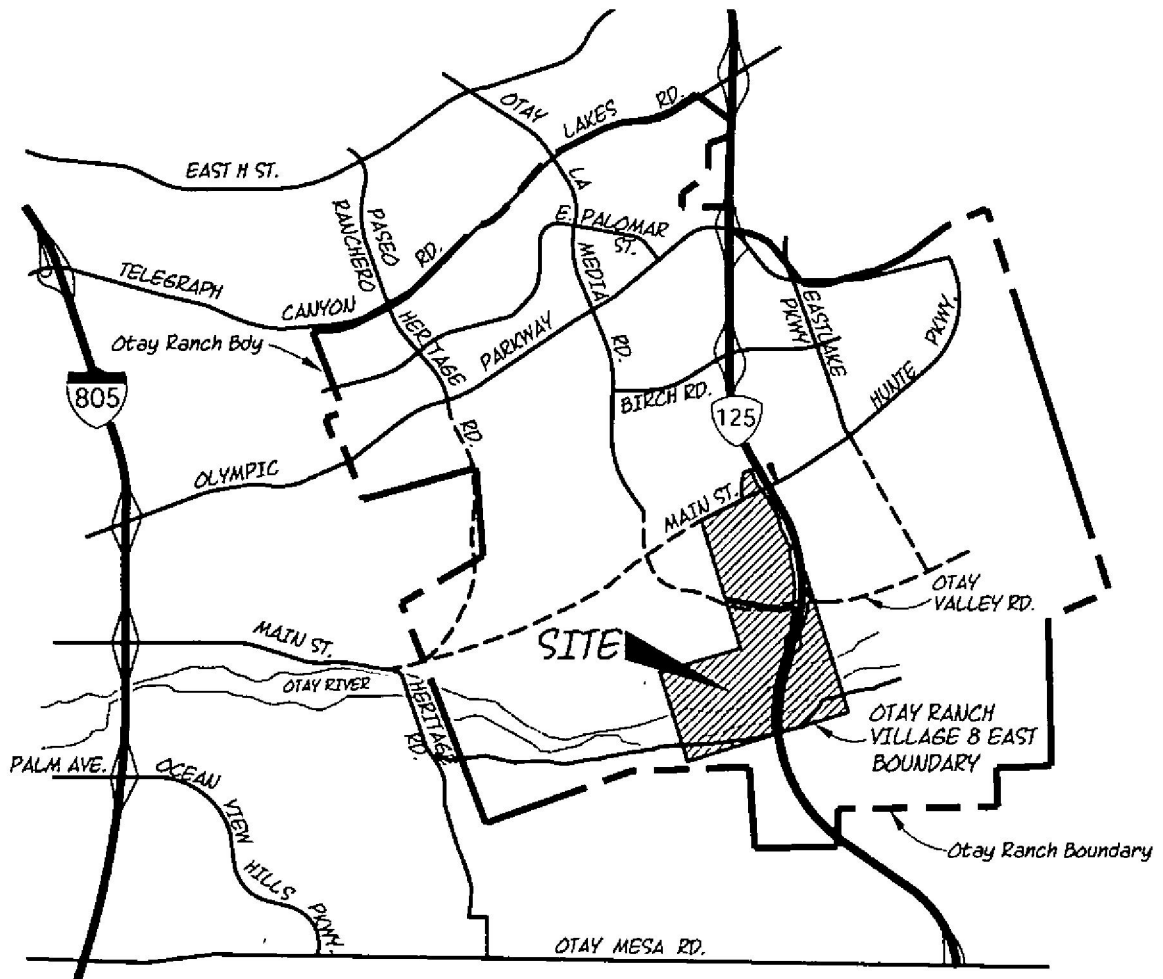 OTAY
LAKES
RD.
EAST H ST.
LA
MEDIA
RD.
PASEO
RANCHERO
E. PALOMAR
ST.
RD.
TELEGRAPH
CANYON
Otay Ranch Bdy
HERITAGE
RD.
PARKWAY
EASTLAKE
PKWY
HUNTE
PKWY.
805
BIRCH RD.
125
OLYMPIC
MAIN ST.
OTAY
VALLEY RD.
MAIN ST.
SITE
OTAY RIVER
HERITAGE
RD.
OTAY RANCH
VILLAGE 8 EAST
BOUNDARY
PALM AVE.
OCEAN
VIEW
HILLS
PKWY.
Otay Ranch Boundary
OTAY MESA RD.